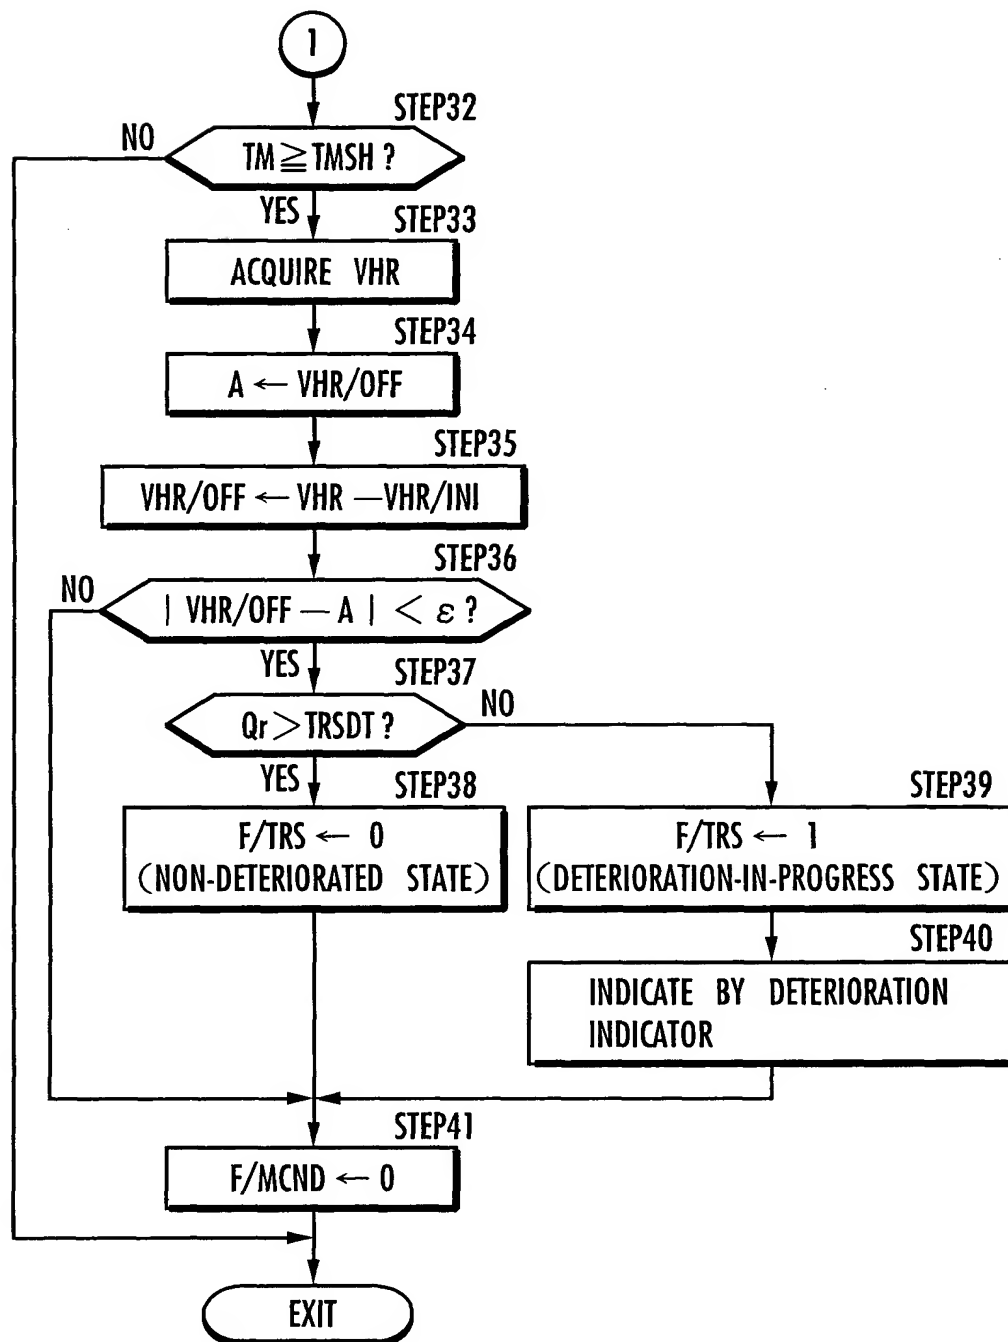 1
STEP32
NO
TM ≧ TMSH ?
YES
STEP33
ACQUIRE VHR
STEP34
A ← VHR/OFF
STEP35
VHR/OFF ← VHR — VHR/INI
STEP36
NO
| VHR/OFF — A | < ε ?
YES
STEP37
Qr > TRSDT ?
NO
YES
STEP38
F/TRS ← 0
(NON-DETERIORATED STATE)
STEP39
F/TRS ← 1
(DETERIORATION-IN-PROGRESS STATE)
STEP40
INDICATE BY DETERIORATION
INDICATOR
STEP41
F/MCND ← 0
EXIT